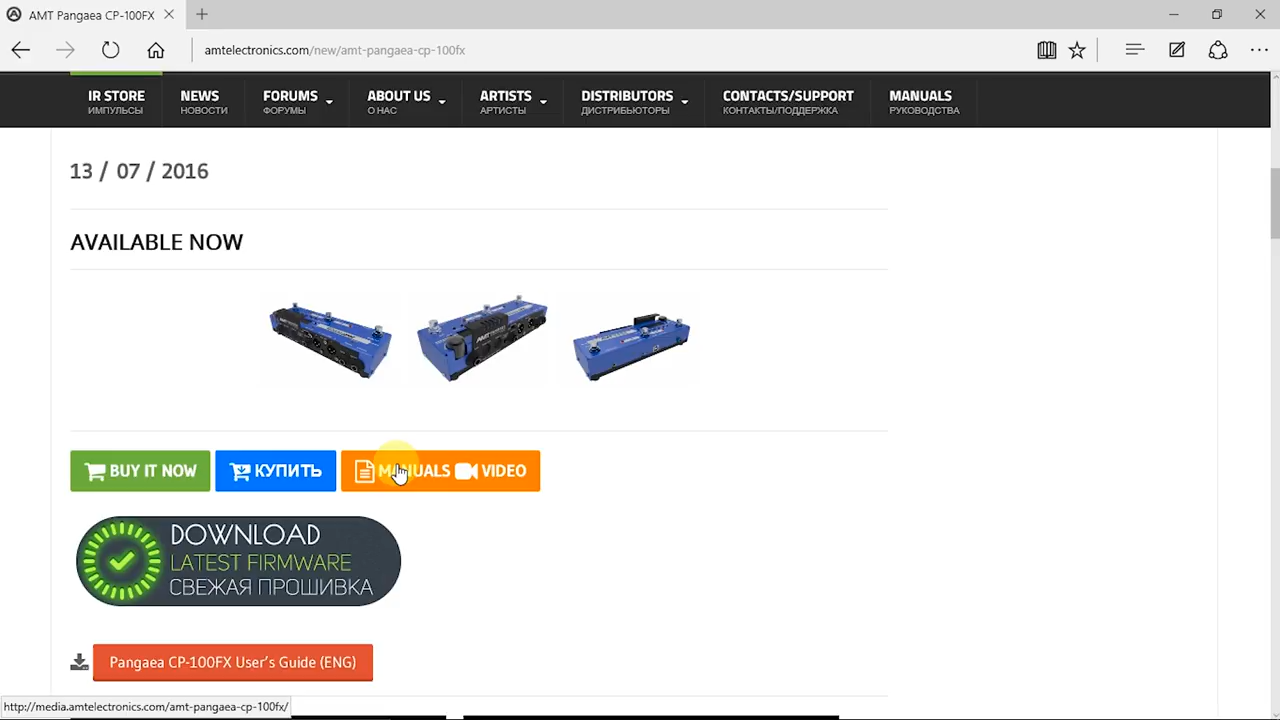 AMT Pangaea CP-100FX
amtelectronics.com/new/amt-pangaea-cp-100fx
IR STORE
ИМПУЛЬСЫ
NEWS
НОВОСТИ
FORUMS
ФОРУМЫ
ABOUT US
О НАС
ARTISTS
АРТИСТЫ
DISTRIBUTORS
ДИСТРИБЬЮТОРЫ
CONTACTS/SUPPORT
КОНТАКТЫ/ПОДДЕРЖКА
MANUALS
РУКОВОДСТВА
13 / 07 / 2016
AVAILABLE NOW
BUY IT NOW
КУПИТЬ
MANUALS VIDEO
DOWNLOAD
LATEST FIRMWARE
СВЕЖАЯ ПРОШИВКА
Pangaea CP-100FX User's Guide (ENG)
http://media.amtelectronics.com/amt-pangaea-cp-100fx/